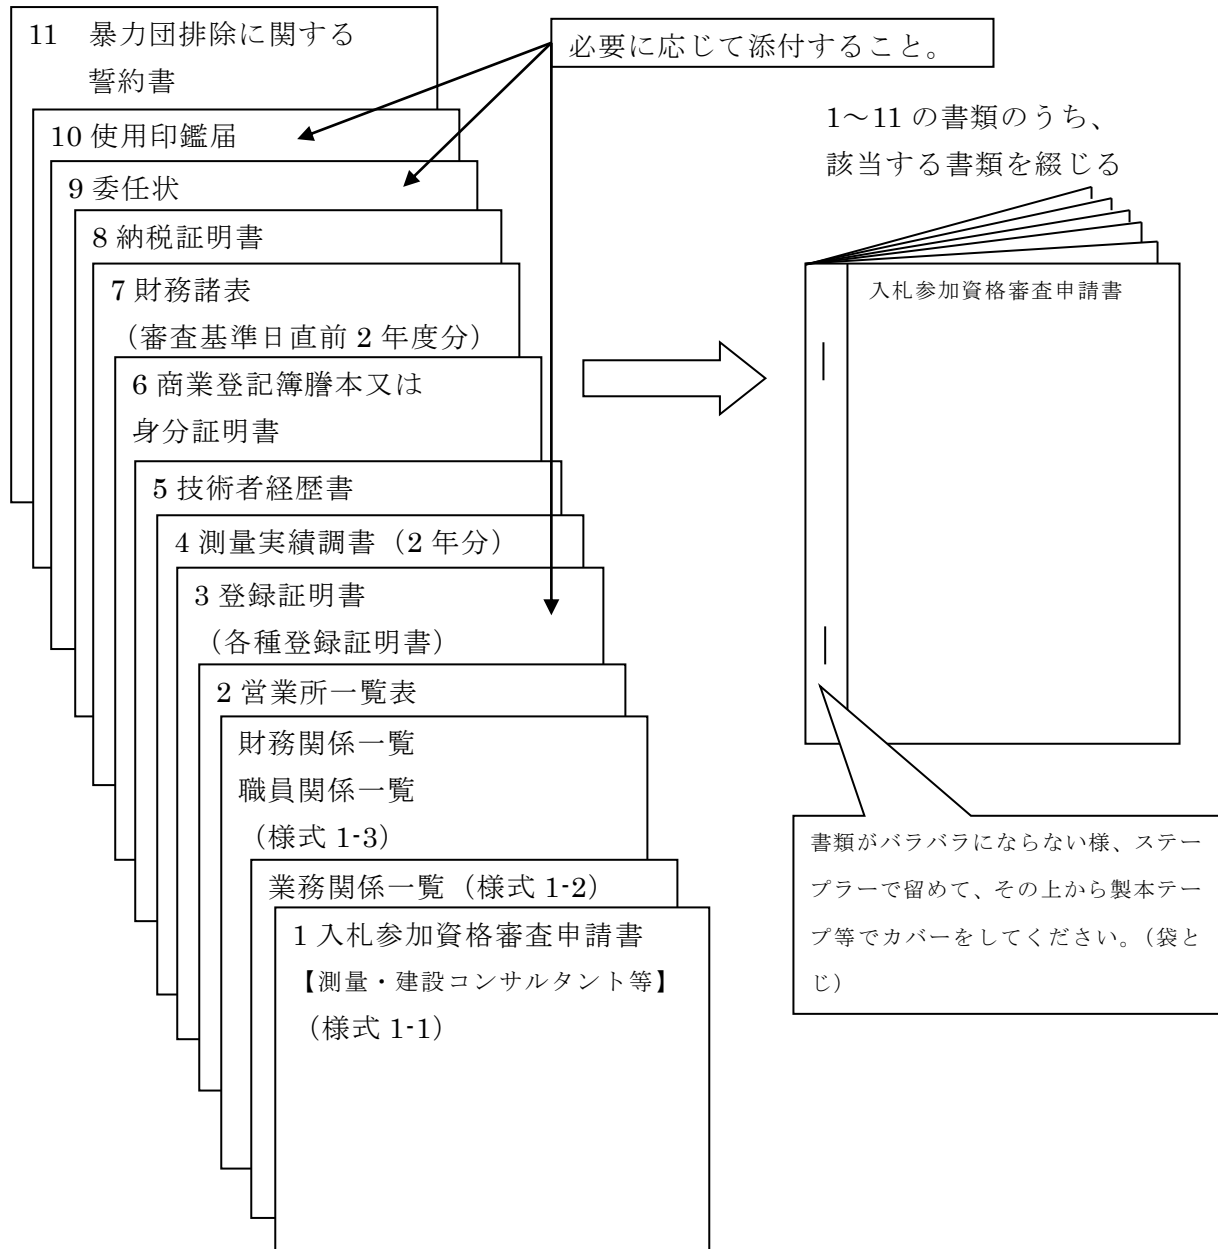 11　暴力団排除に関する
誓約書
必要に応じて添付すること。
10 使用印鑑届
9 委任状
8 納税証明書
7 財務諸表
（審査基準日直前 2 年度分）
6 商業登記簿謄本又は
身分証明書
5 技術者経歴書
4 測量実績調書（2 年分）
3 登録証明書
（各種登録証明書）
2 営業所一覧表
財務関係一覧
職員関係一覧
（様式 1-3）
業務関係一覧（様式 1-2）
1 入札参加資格審査申請書
【測量・建設コンサルタント等】
（様式 1-1）
1～11 の書類のうち、
該当する書類を綴じる
入札参加資格審査申請書
書類がバラバラにならない様、ステー
プラーで留めて、その上から製本テー
プ等でカバーをしてください。（袋と
じ）